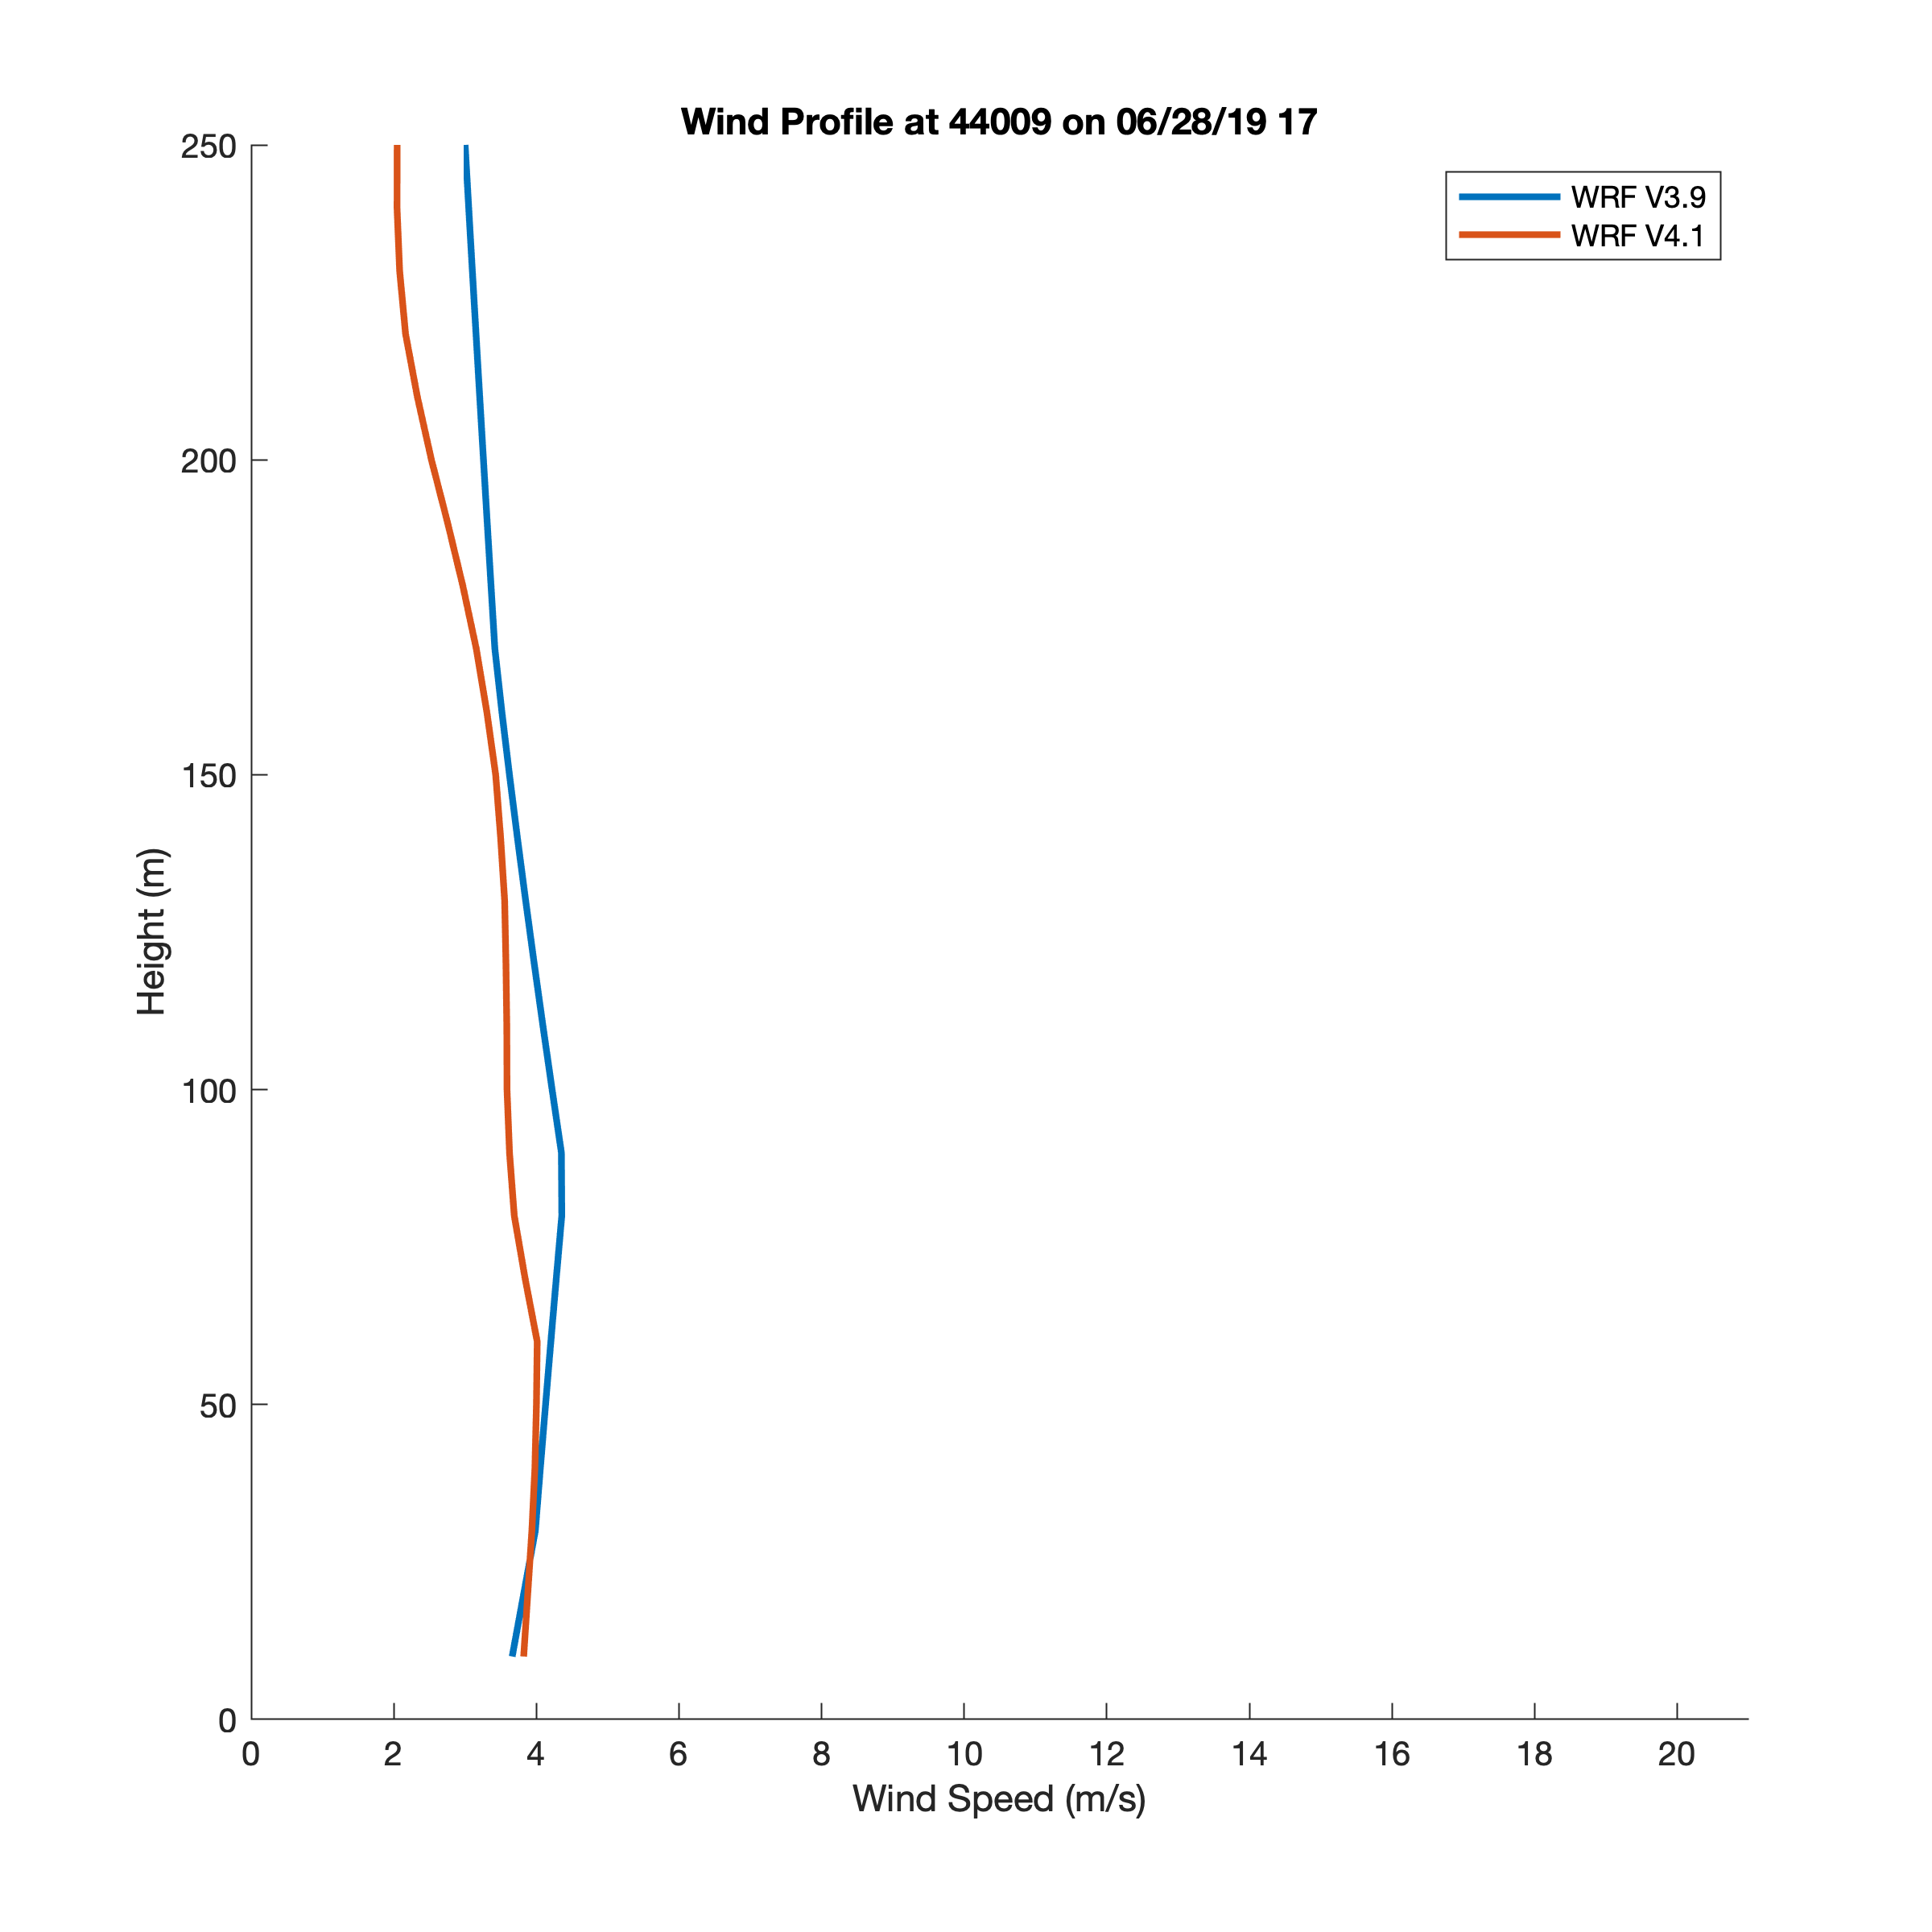 Wind Profile at 44009 on 06/28/19 17
WRF V3.9
WRF V4.1
250
200
150
100
50
0
Height (m)
0 2 4 6 8 10 12 14 16 18 20
Wind Speed (m/s)